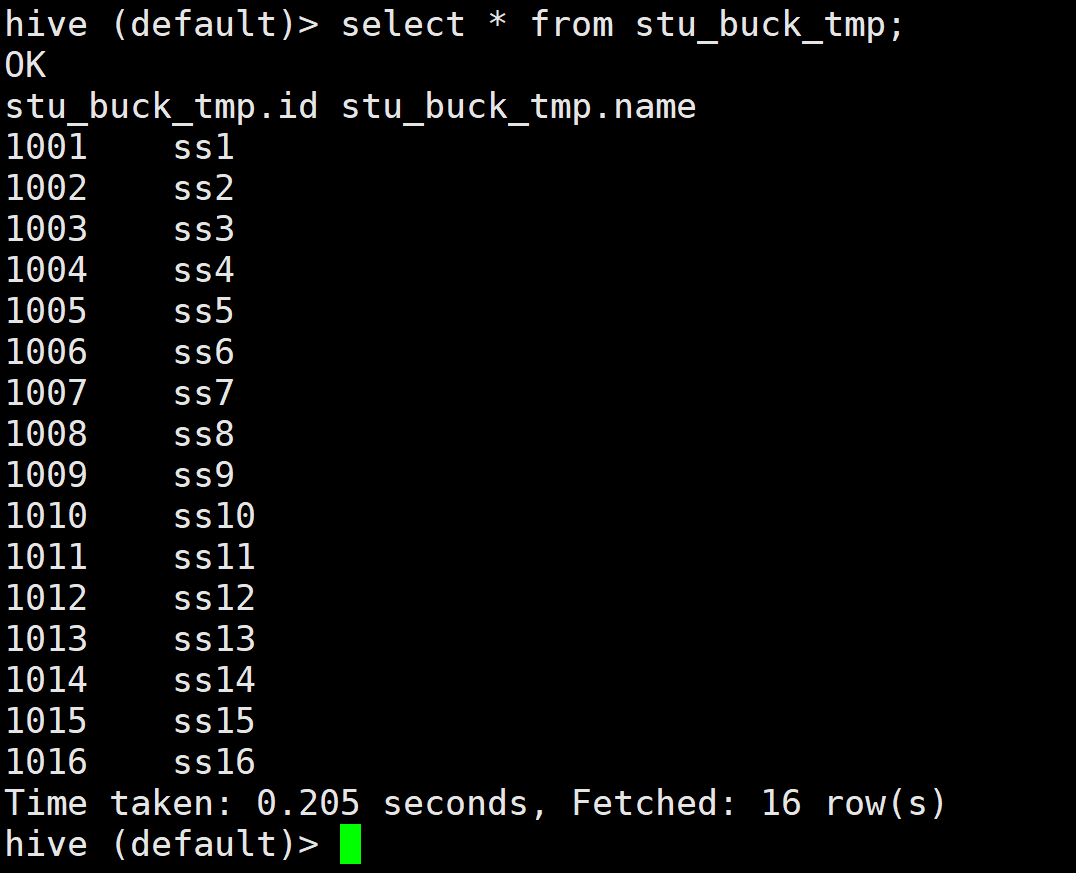 hive (default)> select * from stu_buck_tmp;
OK
stu_buck_tmp.id stu_buck_tmp.name
1001    ss1
1002    ss2
1003    ss3
1004    ss4
1005    ss5
1006    ss6
1007    ss7
1008    ss8
1009    ss9
1010    ss10
1011    ss11
1012    ss12
1013    ss13
1014    ss14
1015    ss15
1016    ss16
Time taken: 0.205 seconds, Fetched: 16 row(s)
hive (default)>